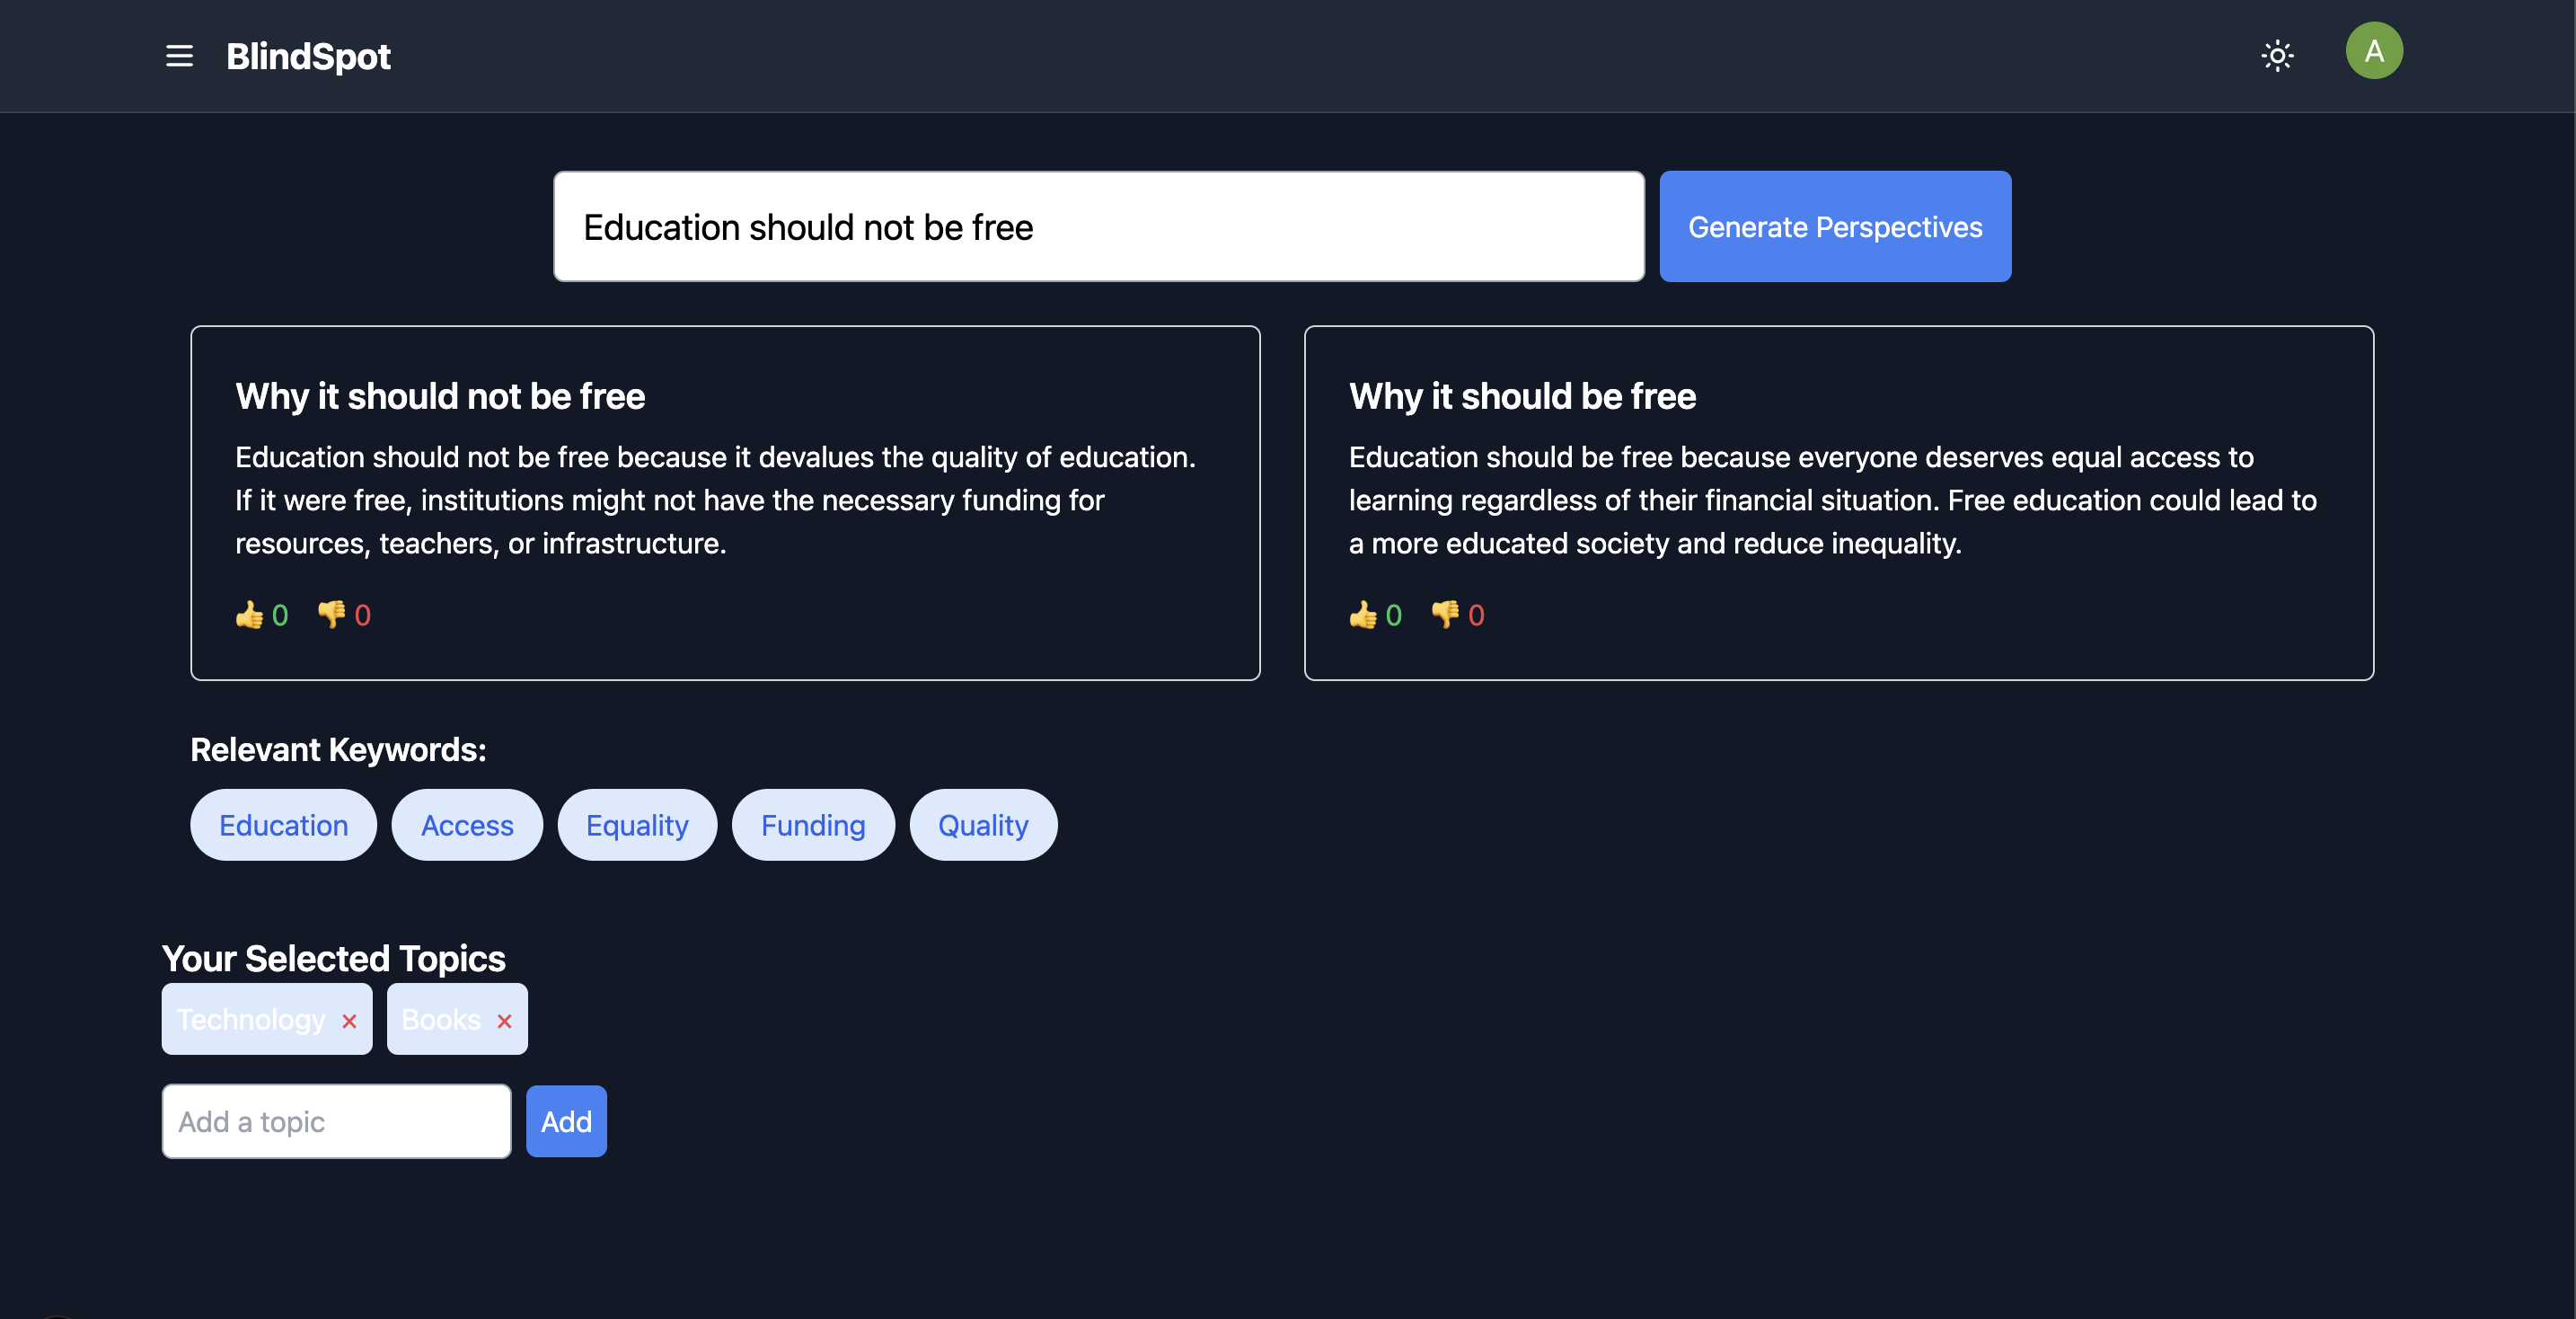 BlindSpot
A
Education should not be free
Generate Perspectives
Why it should not be free
Education should not be free because it devalues the quality of education.
If it were free, institutions might not have the necessary funding for
resources, teachers, or infrastructure.
👍 0 👎 0
Why it should be free
Education should be free because everyone deserves equal access to
learning regardless of their financial situation. Free education could lead to
a more educated society and reduce inequality.
👍 0 👎 0
Relevant Keywords:
Education Access Equality Funding Quality
Your Selected Topics
Technology × Books ×
Add a topic Add